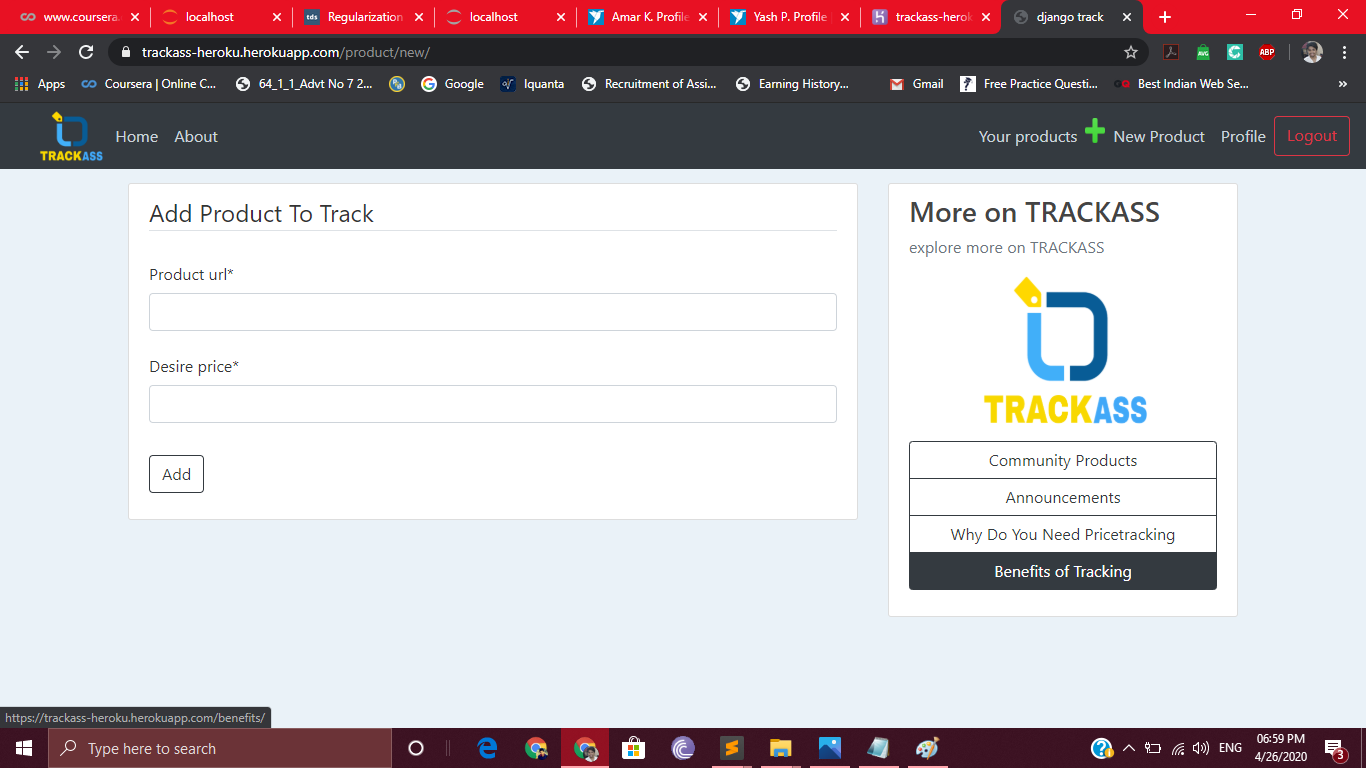 www.coursera.
localhost
Regularization
localhost
Amar K. Profile
Yash P. Profile
trackass-herok
django track
trackass-heroku.herokuapp.com/product/new/
Apps
Coursera | Online C...
64_1_1_Advt No 7 2...
Google
Iquanta
Recruitment of Assi...
Earning History...
Gmail
Free Practice Questi...
Best Indian Web Se...
TRACKASS
Home
About
Your products
New Product
Profile
Logout
Add Product To Track
Product url*
Desire price*
Add
More on TRACKASS
explore more on TRACKASS
TRACKASS
Community Products
Announcements
Why Do You Need Pricetracking
Benefits of Tracking
https://trackass-heroku.herokuapp.com/benefits/
Type here to search
ENG
06:59 PM
4/26/2020
3